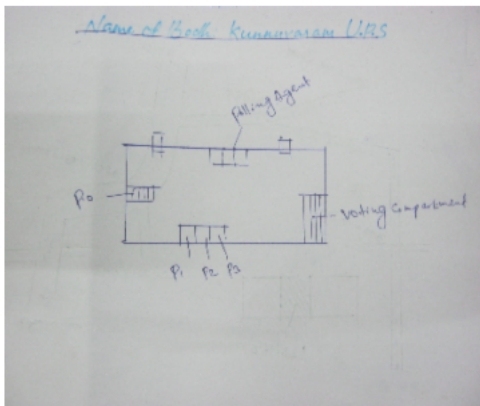 Name of Booth- Kunnavaram UPS
Polling Agent
PO
Voting Compartment
P1 P2 P3